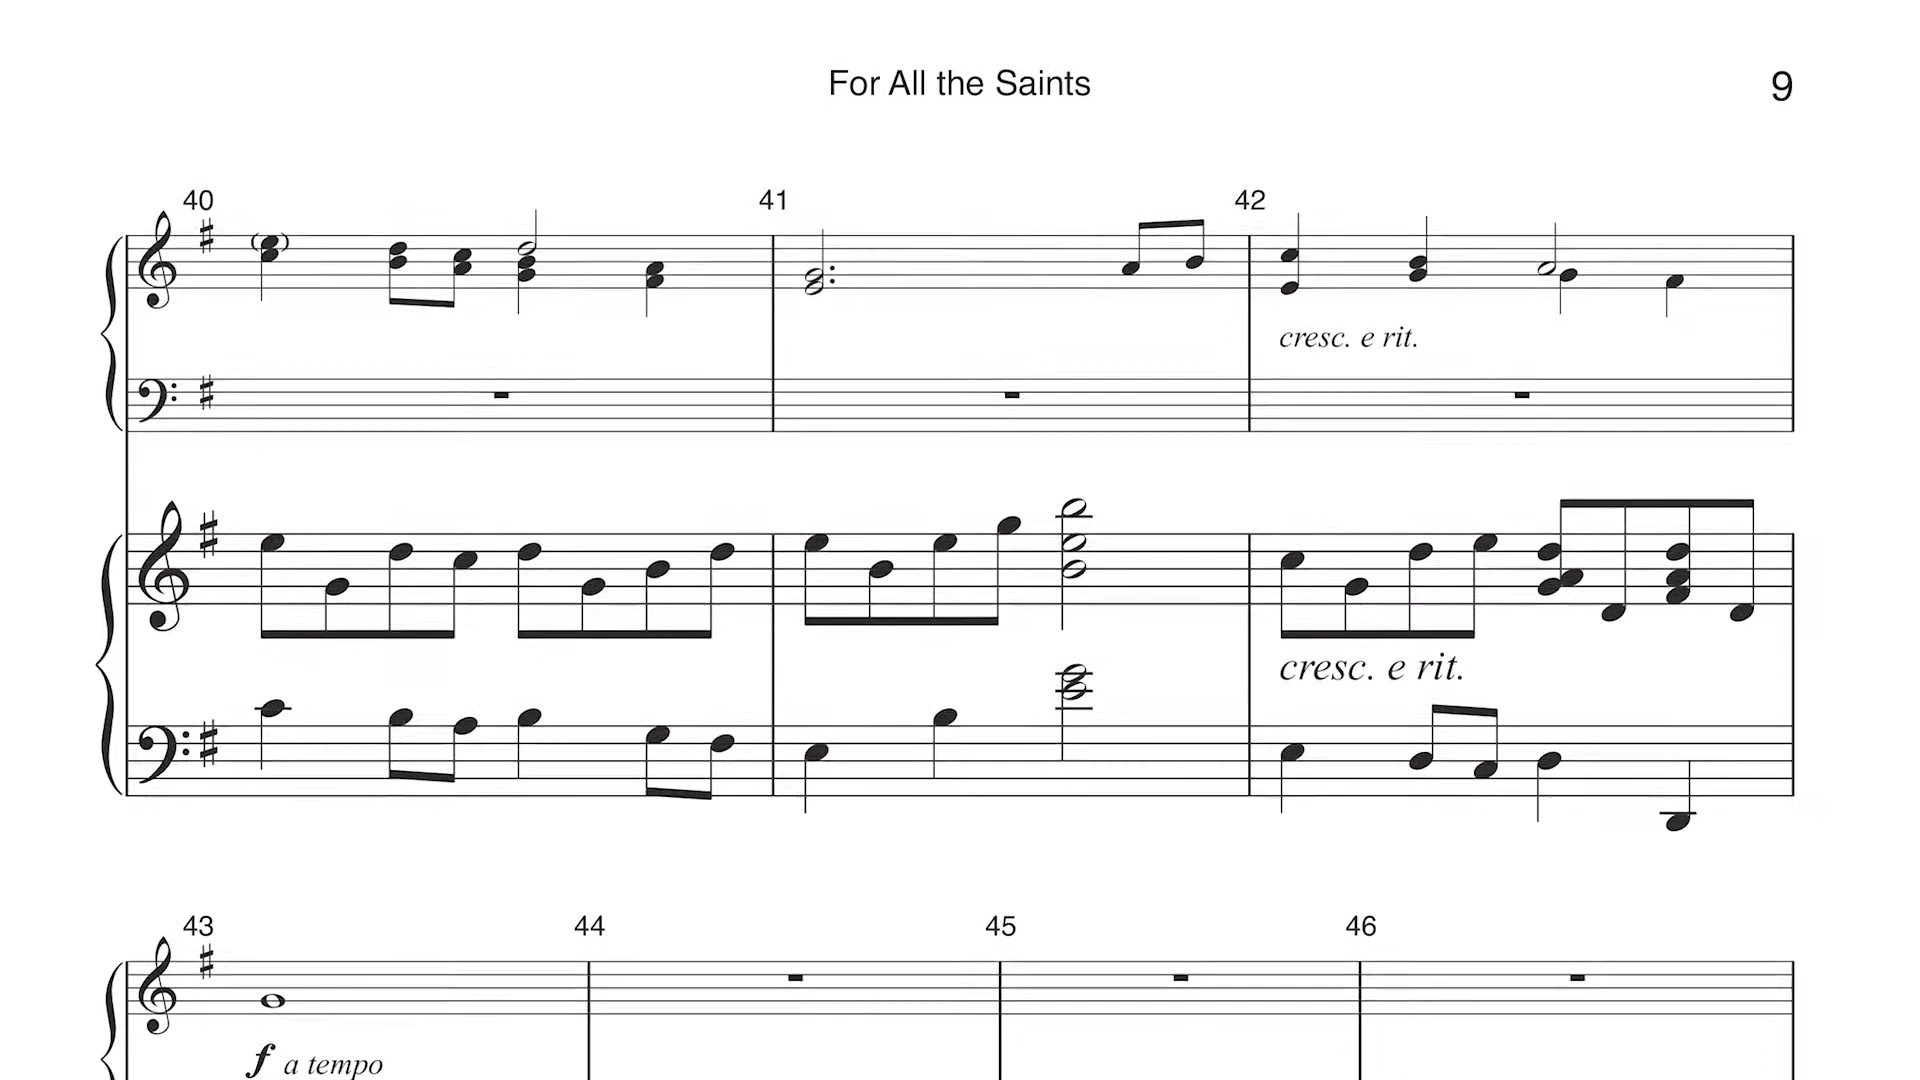 For All the Saints 9
40 41 42
cresc. e rit.
cresc. e rit.
43 44 45 46
f a tempo